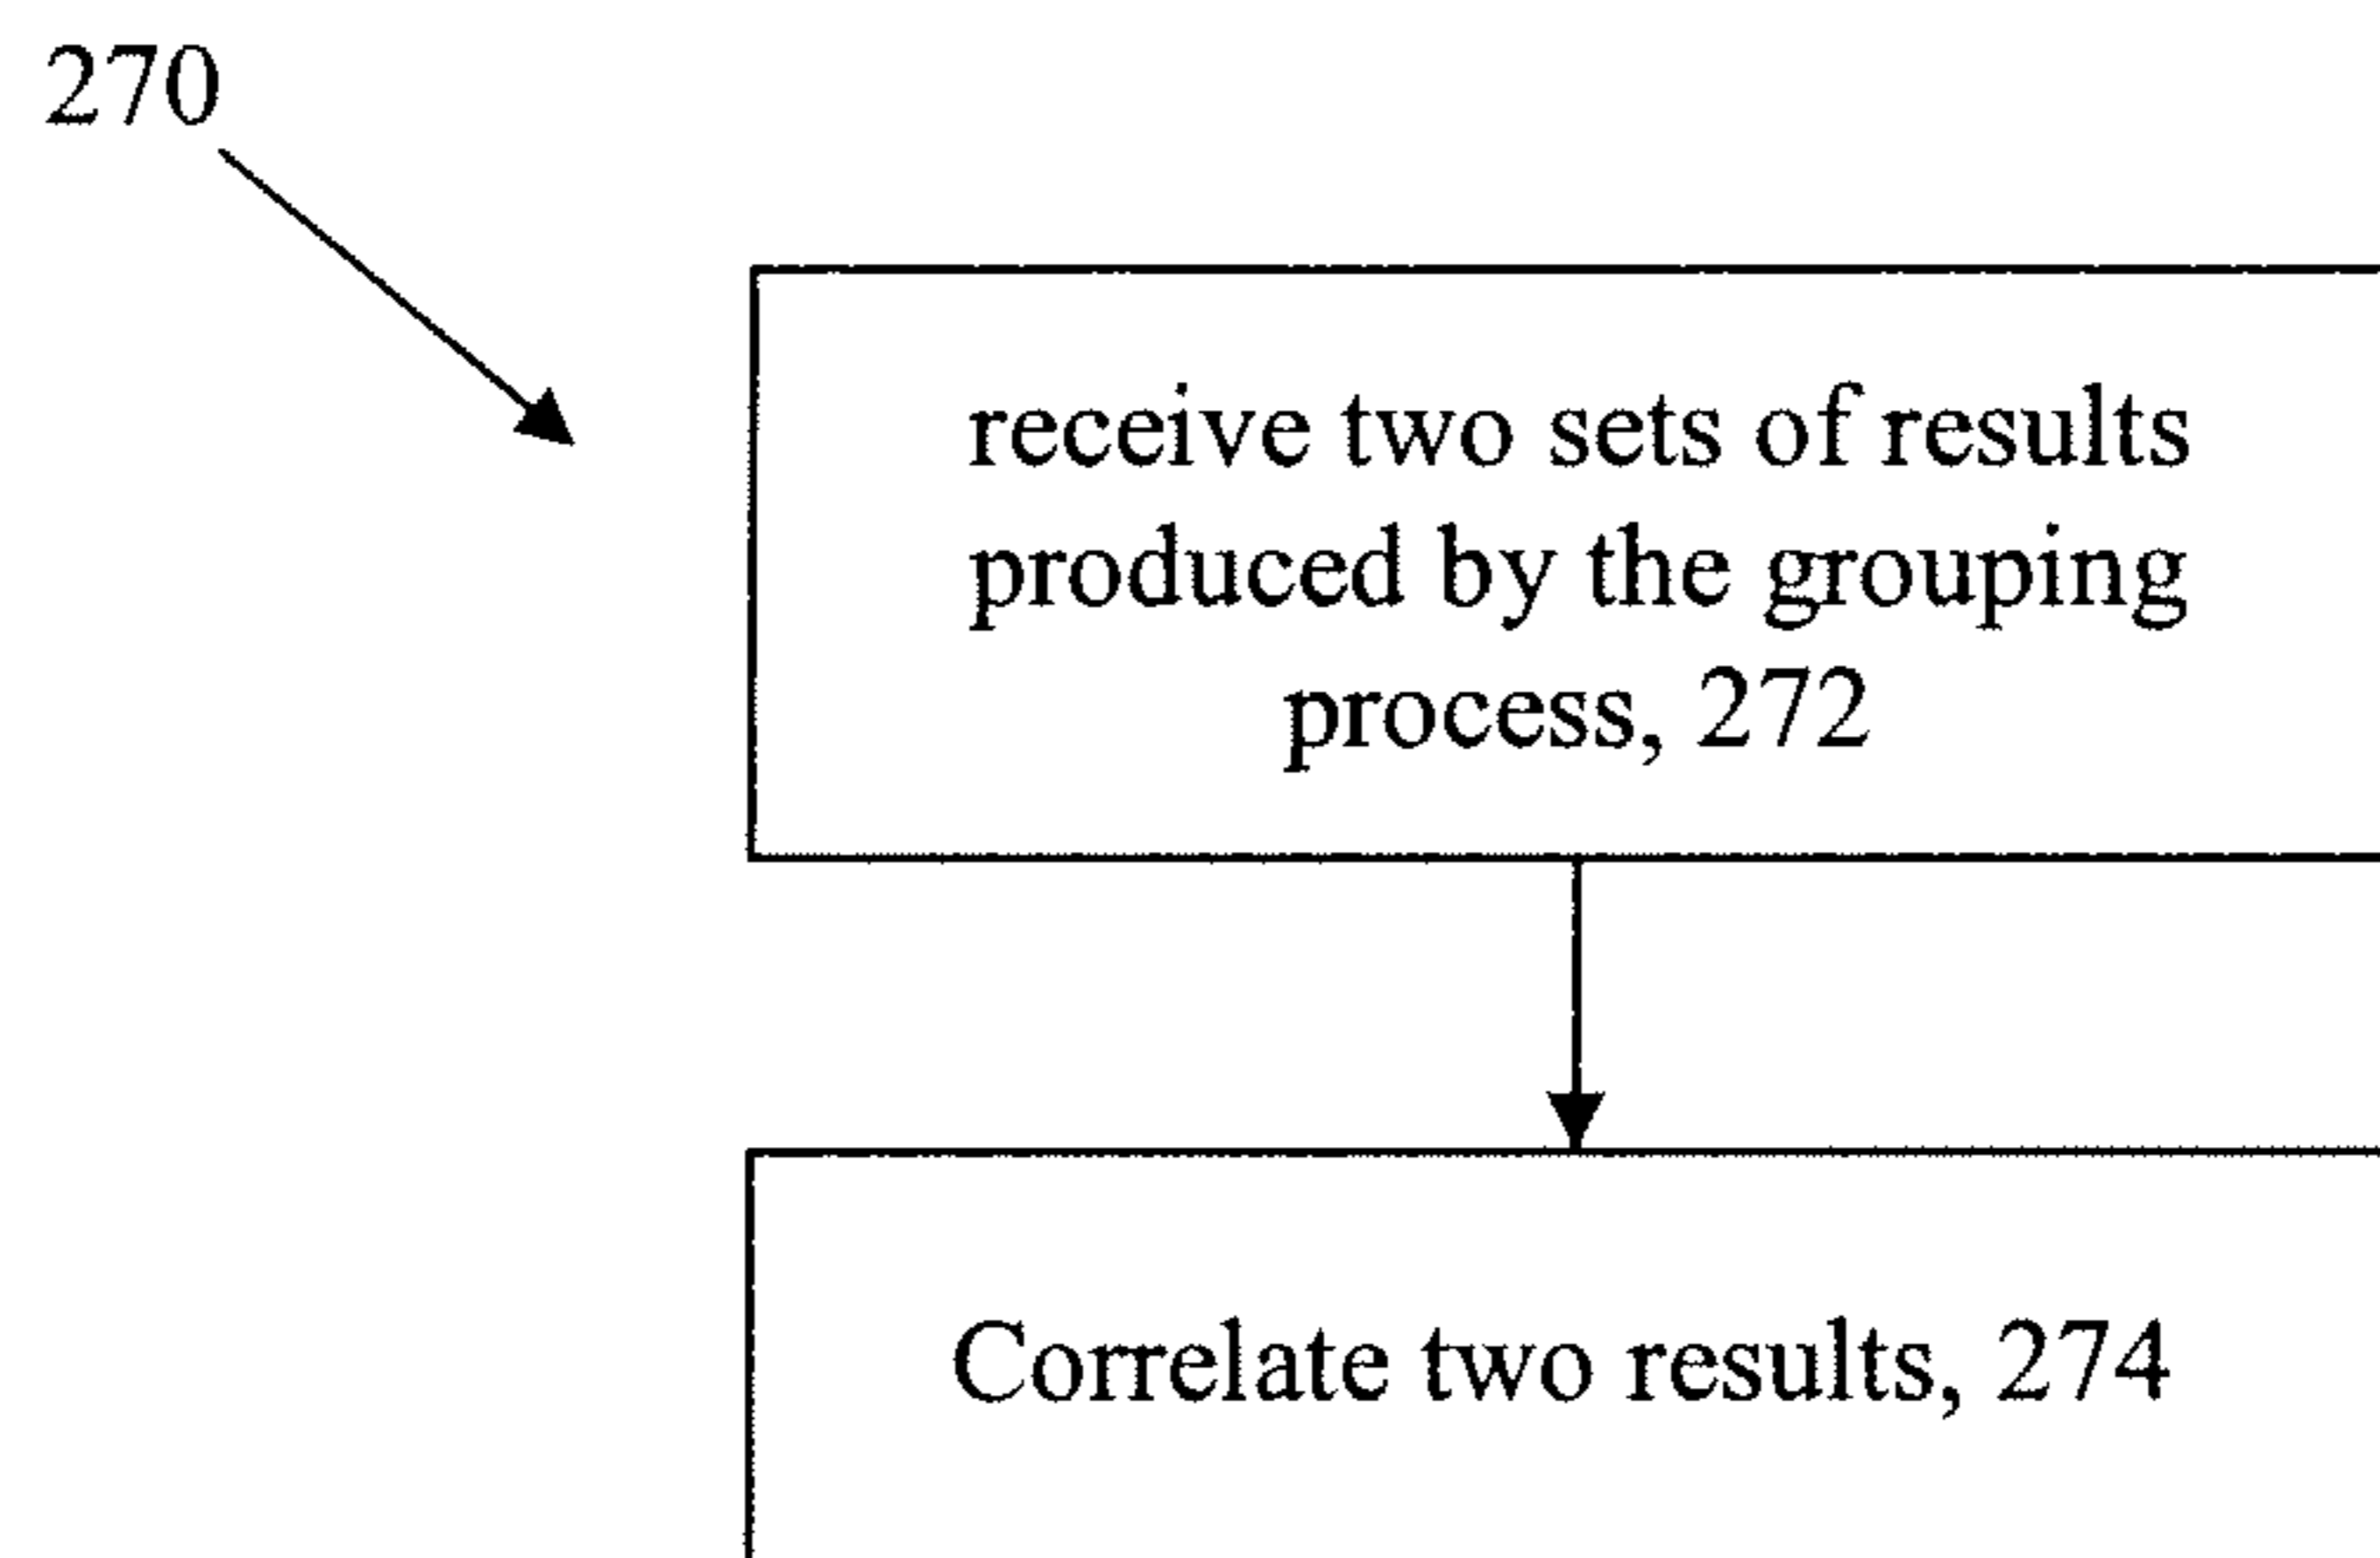 270
receive two sets of results
produced by the grouping
process, 272
Correlate two results, 274